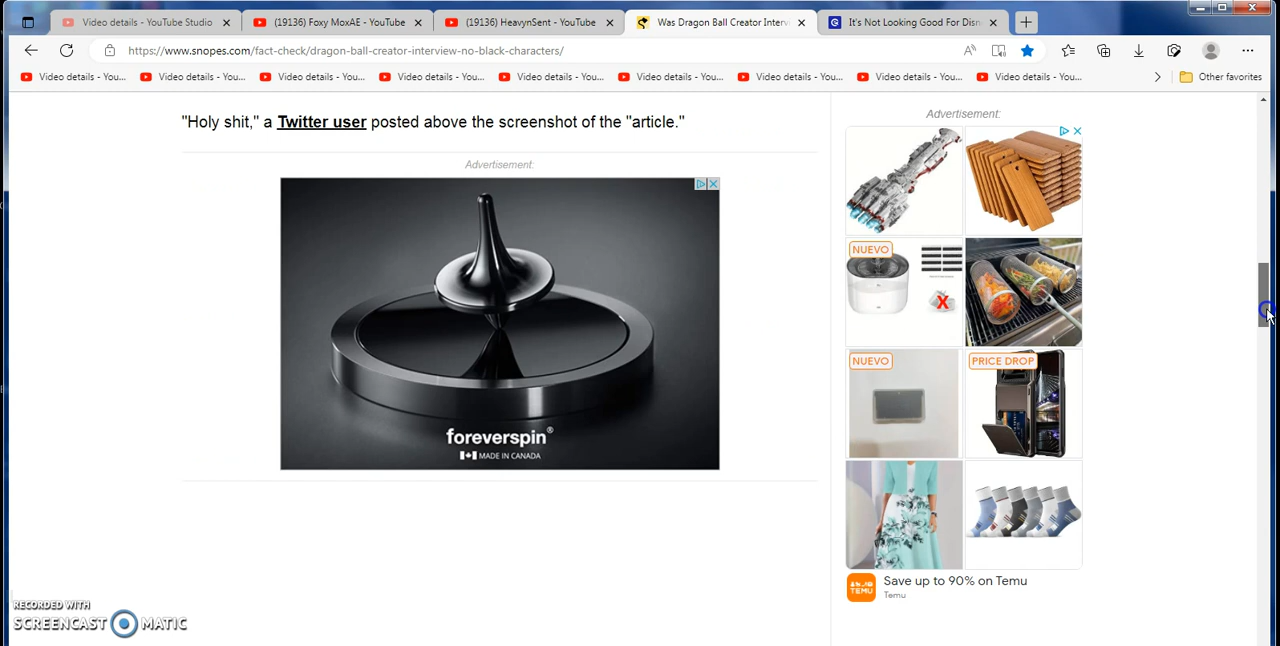 Video details - YouTube Studio
(19136) Foxy MoxAE - YouTube
(19136) HeavynSent - YouTube
Was Dragon Ball Creator Interv
It's Not Looking Good For Disn
https://www.snopes.com/fact-check/dragon-ball-creator-interview-no-black-characters/
Video details - You...
Video details - You...
Video details - You...
Video details - You...
Video details - You...
Video details - You...
Video details - You...
Video details - You...
Video details - You...
Other favorites
"Holy shit," a Twitter user posted above the screenshot of the "article."
Advertisement:
foreverspin®
MADE IN CANADA
Advertisement:
NUEVO
X
NUEVO
PRICE DROP
TEMU
Save up to 90% on Temu
Temu
RECORDED WITH
SCREENCAST MATIC